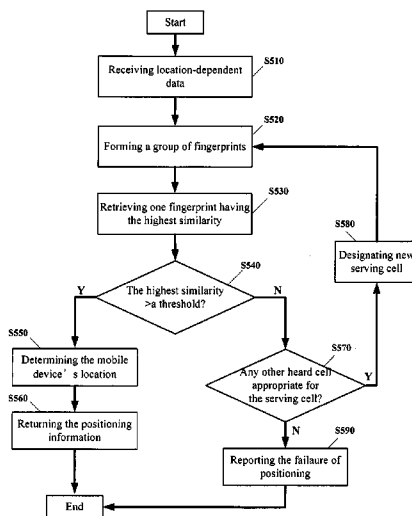 Start
S510
Receiving location-dependent
data
S520
Forming a group of fingerprints
S530
Retrieving one fingerprint having
the highest similarity
S540
The highest similarity
>a threshold?
Y
N
S550
Determining the mobile
device's location
S560
Returning the positioning
information
S570
Any other heard cell
appropriate for
the serving cell?
Y
N
S580
Designating new
serving cell
S590
Reporting the failaure of
positioning
End